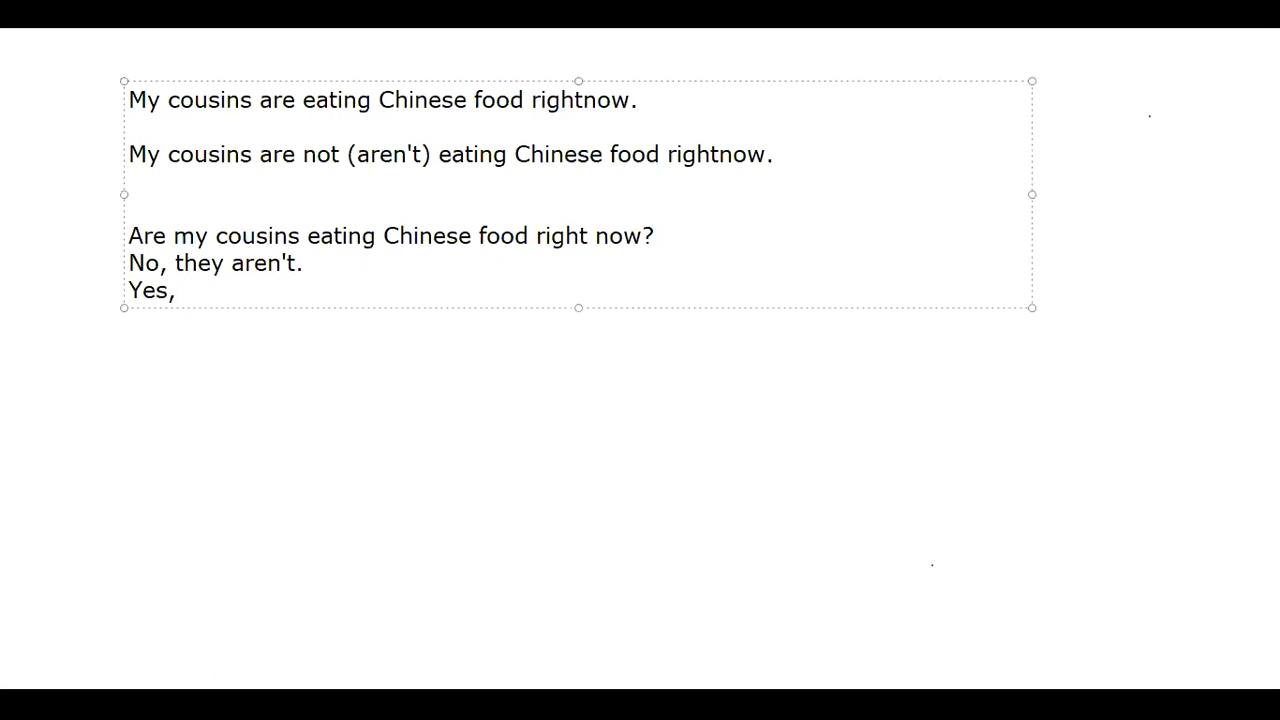 My cousins are eating Chinese food rightnow.
My cousins are not (aren't) eating Chinese food rightnow.
Are my cousins eating Chinese food right now?
No, they aren't.
Yes,